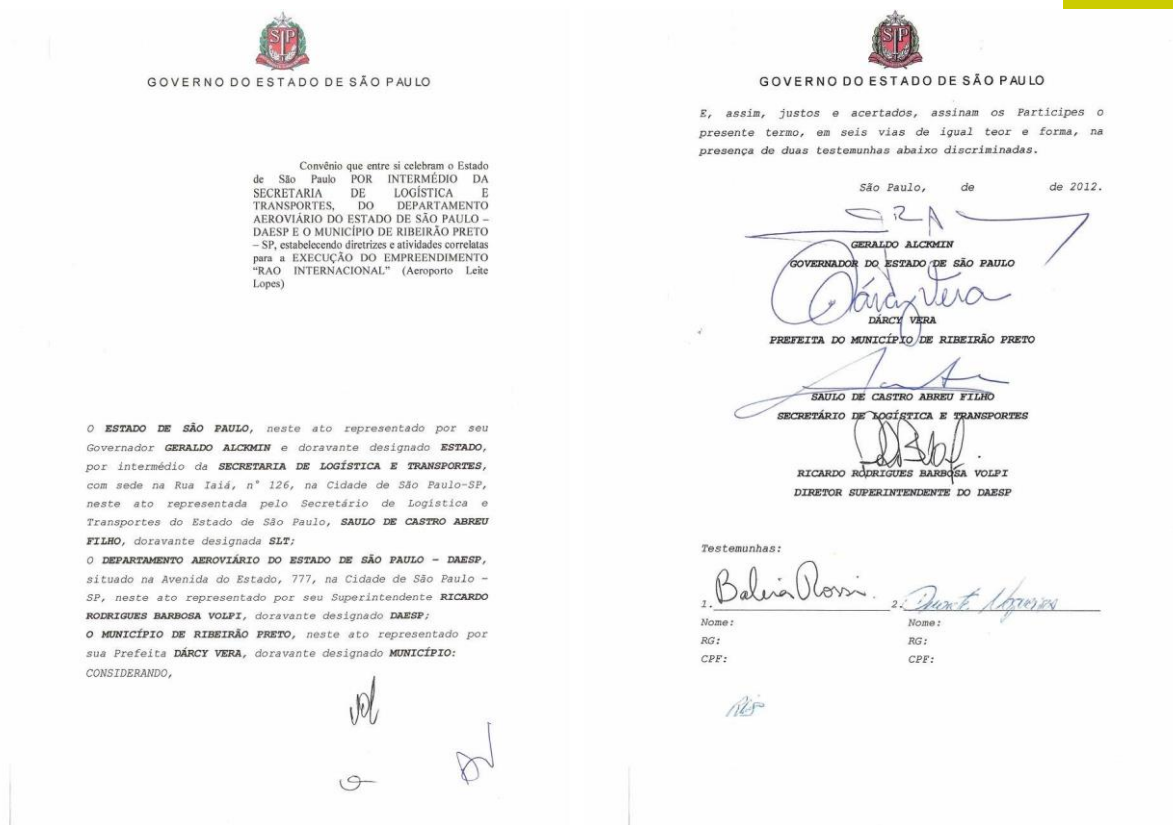 GOVERNO DO ESTADO DE SÃO PAULO
Convênio que entre si celebram o Estado
de São Paulo POR INTERMÉDIO DA
SECRETARIA DE LOGÍSTICA E
TRANSPORTES, DO DEPARTAMENTO
AEROVIÁRIO DO ESTADO DE SÃO PAULO –
DAESP E O MUNICÍPIO DE RIBEIRÃO PRETO
– SP, estabelecendo diretrizes e atividades correlatas
para a EXECUÇÃO DO EMPREENDIMENTO
“RAO INTERNACIONAL” (Aeroporto Leite
Lopes)
O ESTADO DE SÃO PAULO, neste ato representado por seu
Governador GERALDO ALCKMIN e doravante designado ESTADO,
por intermédio da SECRETARIA DE LOGÍSTICA E TRANSPORTES,
com sede na Rua Iaiá, n° 126, na Cidade de São Paulo-SP,
neste ato representada pelo Secretário de Logística e
Transportes do Estado de São Paulo, SAULO DE CASTRO ABREU
FILHO, doravante designada SLT;
O DEPARTAMENTO AEROVIÁRIO DO ESTADO DE SÃO PAULO – DAESP,
situado na Avenida do Estado, 777, na Cidade de São Paulo –
SP, neste ato representado por seu Superintendente RICARDO
RODRIGUES BARBOSA VOLPI, doravante designado DAESP;
O MUNICÍPIO DE RIBEIRÃO PRETO, neste ato representado por
sua Prefeita DÁRCY VERA, doravante designado MUNICÍPIO:
CONSIDERANDO,
GOVERNO DO ESTADO DE SÃO PAULO
E, assim, justos e acertados, assinam os Partícipes o
presente termo, em seis vias de igual teor e forma, na
presença de duas testemunhas abaixo discriminadas.
São Paulo, de de 2012.
GERALDO ALCKMIN
GOVERNADOR DO ESTADO DE SÃO PAULO
Dárcy Vera
DÁRCY VERA
PREFEITA DO MUNICÍPIO DE RIBEIRÃO PRETO
SAULO DE CASTRO ABREU FILHO
SECRETÁRIO DE LOGÍSTICA E TRANSPORTES
RICARDO RODRIGUES BARBOSA VOLPI
DIRETOR SUPERINTENDENTE DO DAESP
Testemunhas:
1. Baleia Rossi 2. Duarte Nogueira
Nome: Nome:
RG: RG:
CPF: CPF: